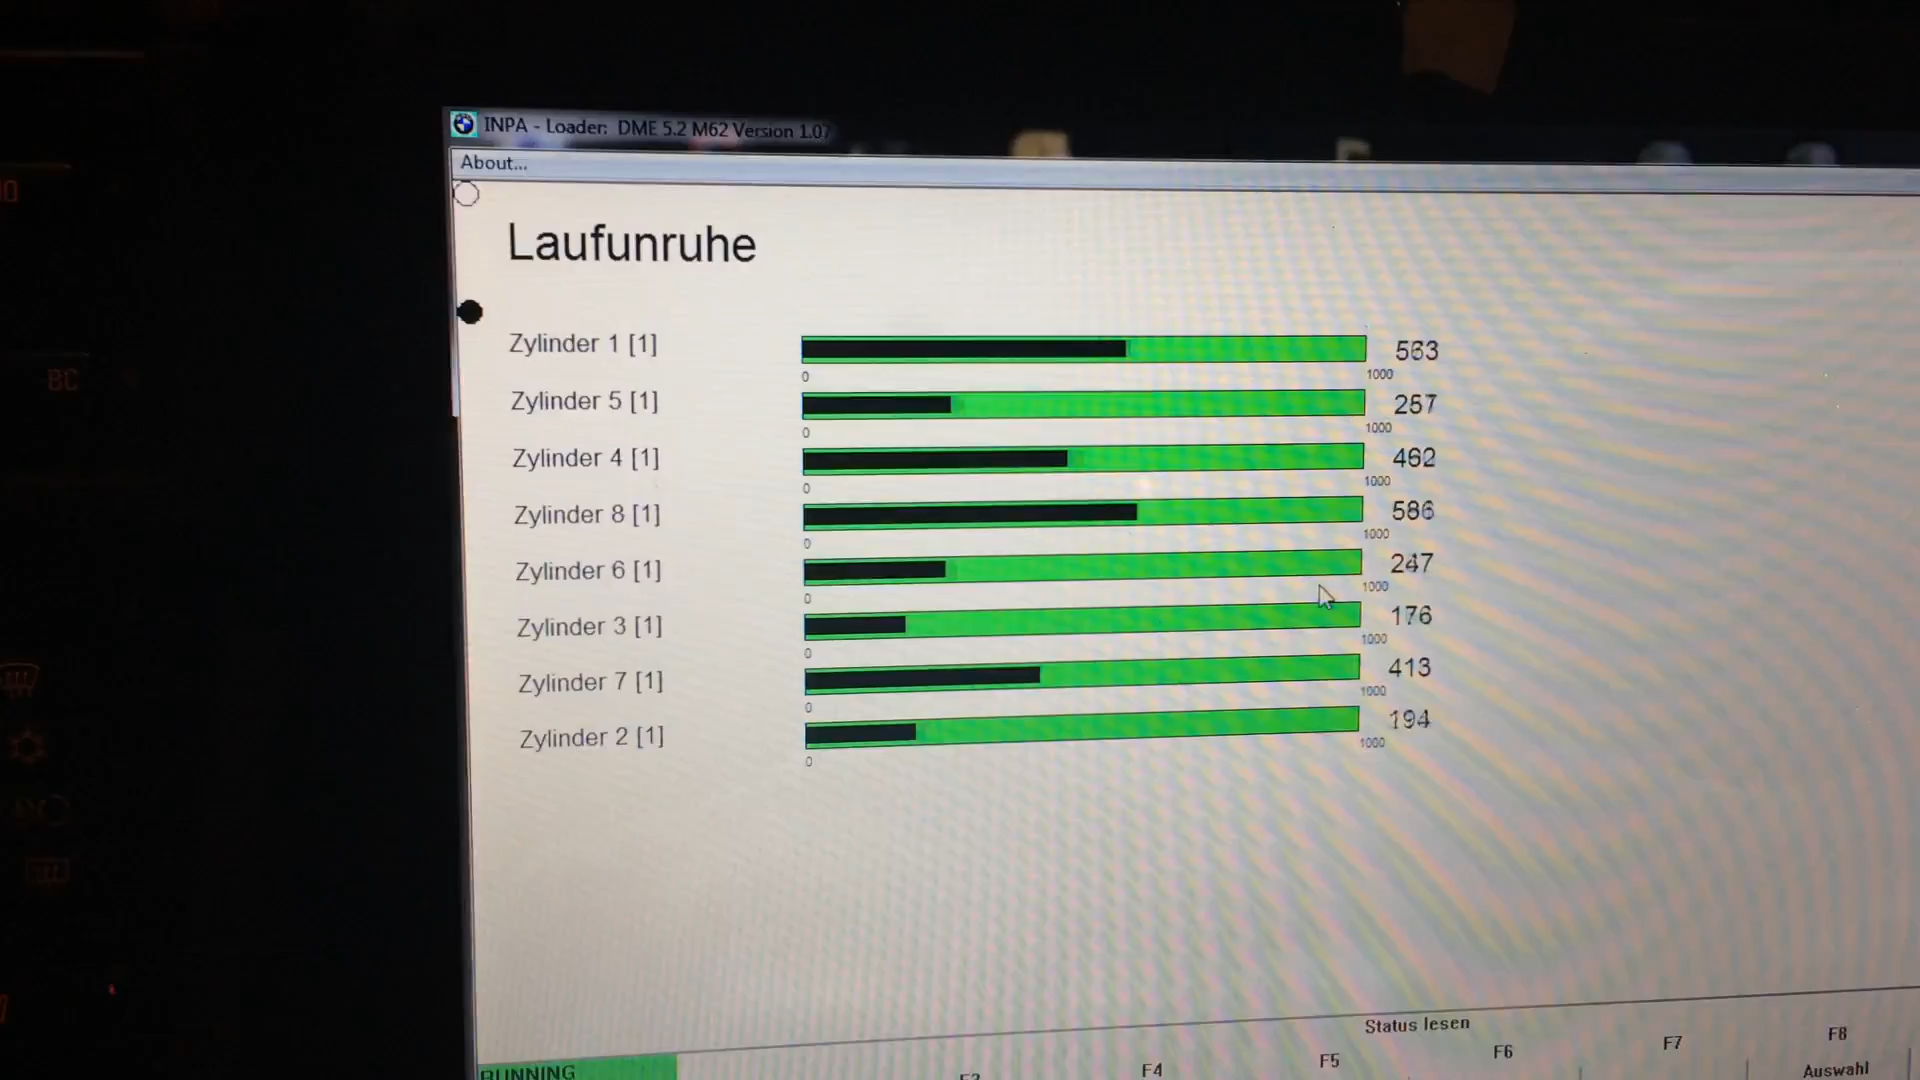 INPA - Loader: DME 5.2 M62 Version 1.07
About...
Laufunruhe
Zylinder 1 [1] 563
0 1000
Zylinder 5 [1] 257
0 1000
Zylinder 4 [1] 462
0 1000
Zylinder 8 [1] 586
0 1000
Zylinder 6 [1] 247
0 1000
Zylinder 3 [1] 176
0 1000
Zylinder 7 [1] 413
0 1000
Zylinder 2 [1] 194
0 1000
BC
Status lesen
RUNNING F3 F4 F5 F6 F7 F8
Auswahl